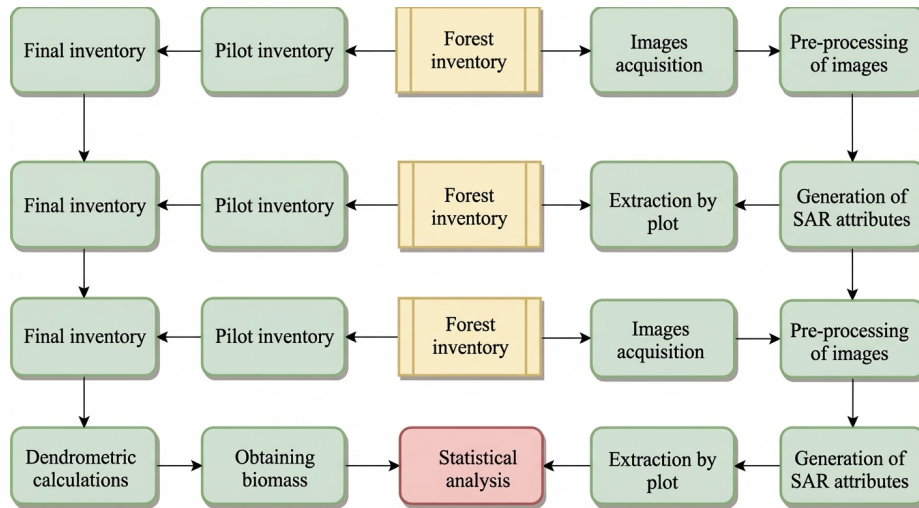 Final inventory
Pilot inventory
Forest
inventory
Images
acquisition
Pre-processing
of images
Final inventory
Pilot inventory
Forest
inventory
Extraction by
plot
Generation of
SAR attributes
Final inventory
Pilot inventory
Forest
inventory
Images
acquisition
Pre-processing
of images
Dendrometric
calculations
Obtaining
biomass
Statistical
analysis
Extraction by
plot
Generation of
SAR attributes